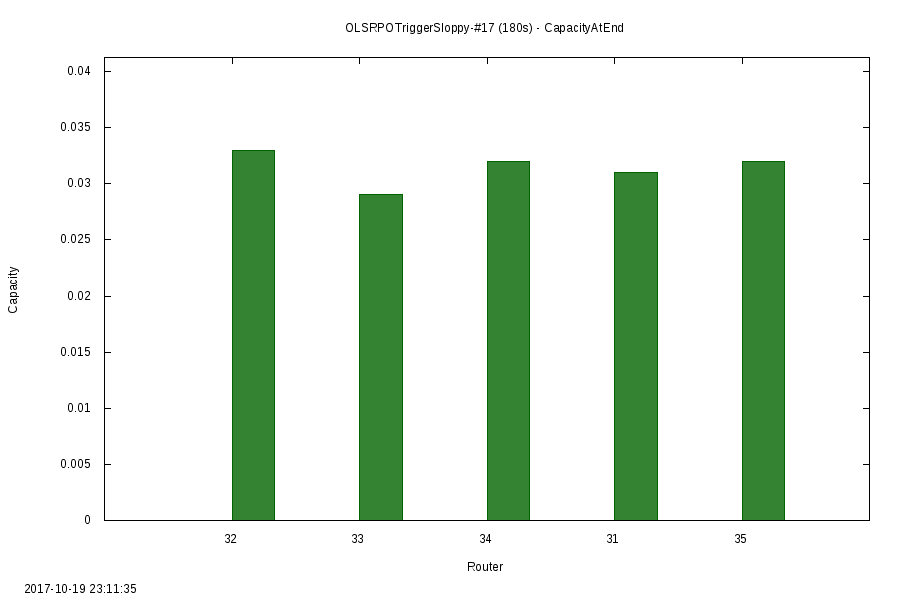 OLSRPOTriggerSloppy-#17 (180s) - CapacityAtEnd
0.04
0.035
0.03
0.025
0.02
0.015
0.01
0.005
0
Capacity
32 33 34 31 35
Router
2017-10-19 23:11:35